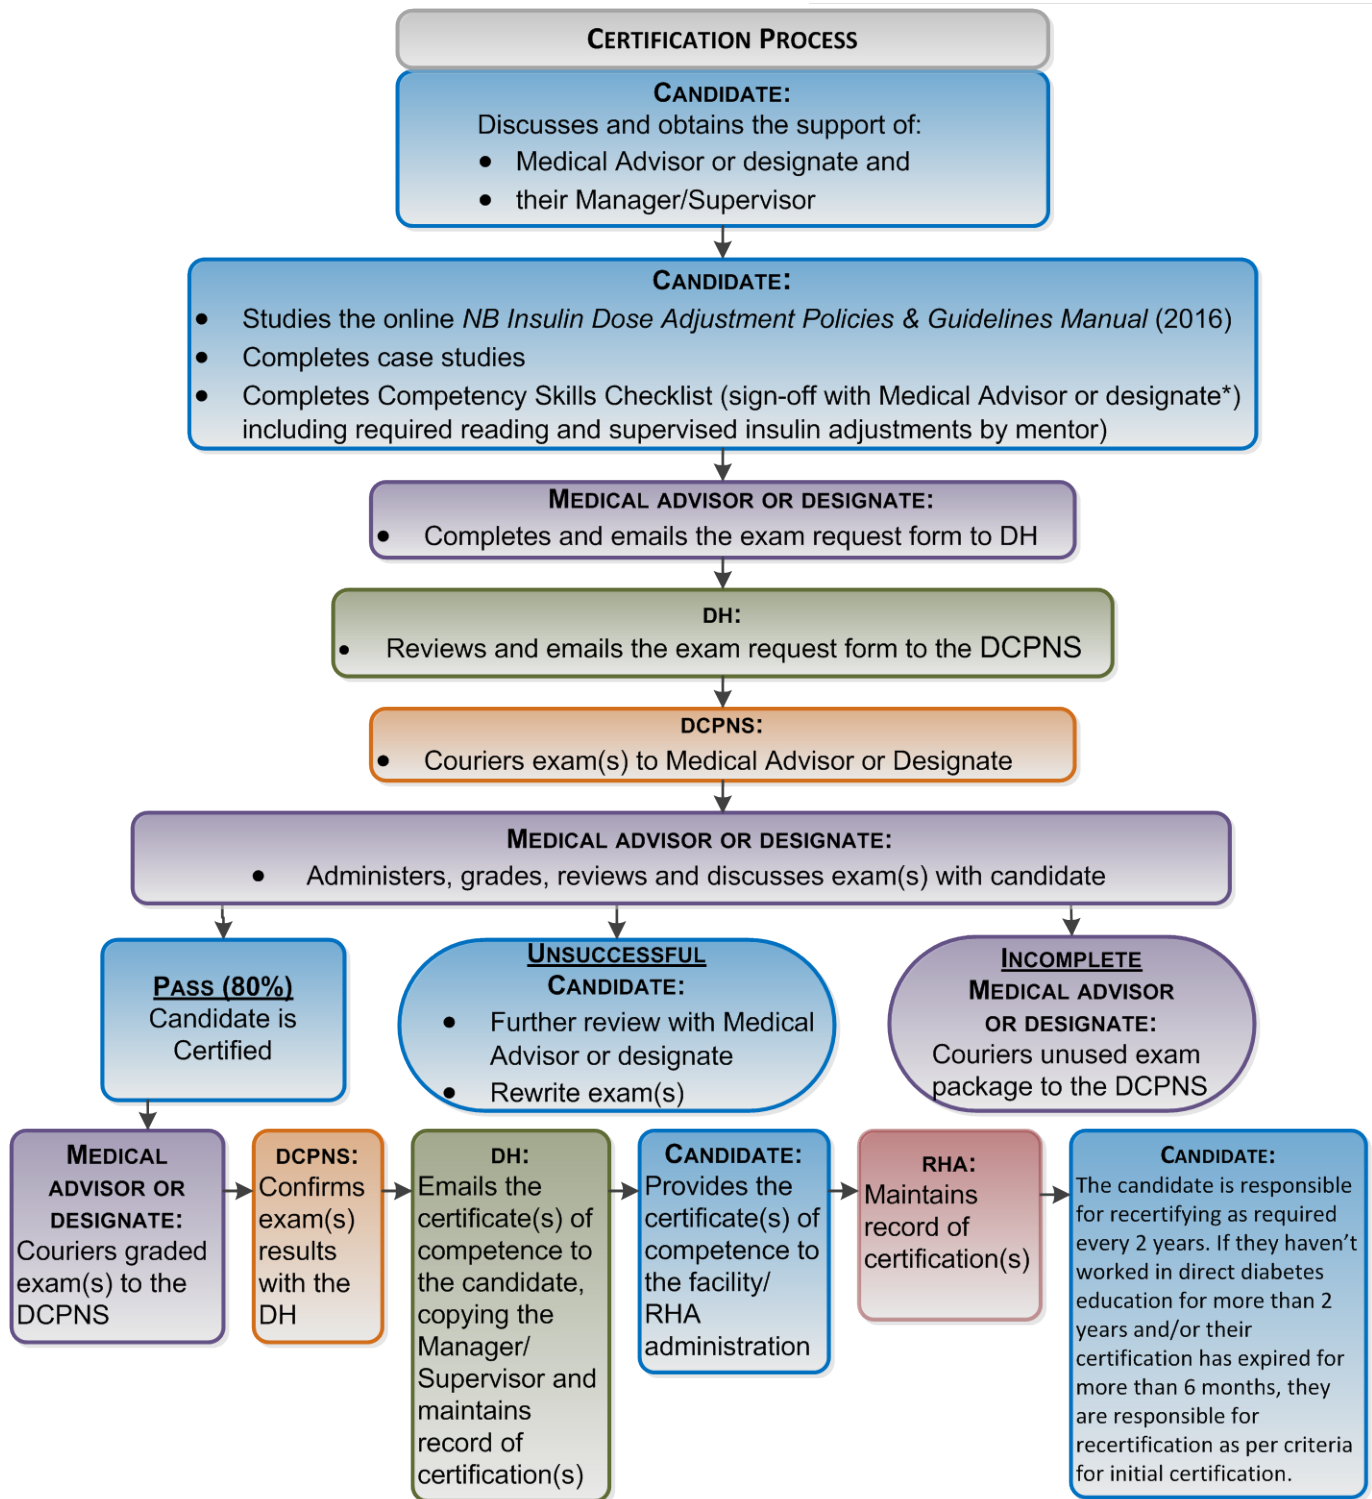 CERTIFICATION PROCESS
CANDIDATE:
Discusses and obtains the support of:
• Medical Advisor or designate and
• their Manager/Supervisor
CANDIDATE:
• Studies the online NB Insulin Dose Adjustment Policies & Guidelines Manual (2016)
• Completes case studies
• Completes Competency Skills Checklist (sign-off with Medical Advisor or designate*)
including required reading and supervised insulin adjustments by mentor)
MEDICAL ADVISOR OR DESIGNATE:
• Completes and emails the exam request form to DH
DH:
• Reviews and emails the exam request form to the DCPNS
DCPNS:
• Couriers exam(s) to Medical Advisor or Designate
MEDICAL ADVISOR OR DESIGNATE:
• Administers, grades, reviews and discusses exam(s) with candidate
PASS (80%)
Candidate is
Certified
UNSUCCESSFUL
CANDIDATE:
• Further review with Medical
Advisor or designate
• Rewrite exam(s)
INCOMPLETE
MEDICAL ADVISOR
OR DESIGNATE:
Couriers unused exam
package to the DCPNS
MEDICAL
ADVISOR OR
DESIGNATE:
Couriers graded
exam(s) to the
DCPNS
DCPNS:
Confirms
exam(s)
results
with the
DH
DH:
Emails the
certificate(s) of
competence to
the candidate,
copying the
Manager/
Supervisor and
maintains
record of
certification(s)
CANDIDATE:
Provides the
certificate(s) of
competence to
the facility/
RHA
administration
RHA:
Maintains
record of
certification(s)
CANDIDATE:
The candidate is responsible
for recertifying as required
every 2 years. If they haven't
worked in direct diabetes
education for more than 2
years and/or their
certification has expired for
more than 6 months, they
are responsible for
recertification as per criteria
for initial certification.